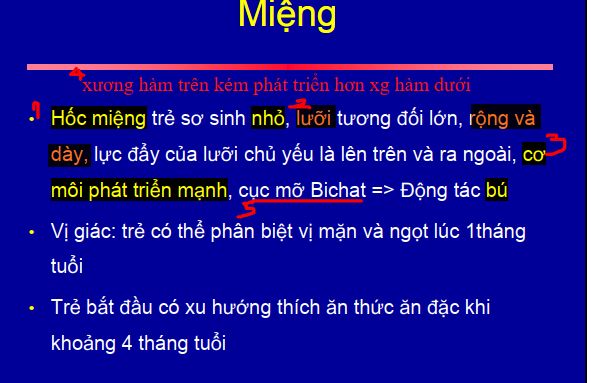 Miệng
4 xương hàm trên kém phát triển hơn xg hàm dưới
1 2
• Hốc miệng trẻ sơ sinh nhỏ, lưỡi tương đối lớn, rộng và
dày, lực đẩy của lưỡi chủ yếu là lên trên và ra ngoài, cơ 3
môi phát triển mạnh, cục mỡ Bichat => Động tác bú
5
• Vị giác: trẻ có thể phân biệt vị mặn và ngọt lúc 1tháng
tuổi
• Trẻ bắt đầu có xu hướng thích ăn thức ăn đặc khi
khoảng 4 tháng tuổi